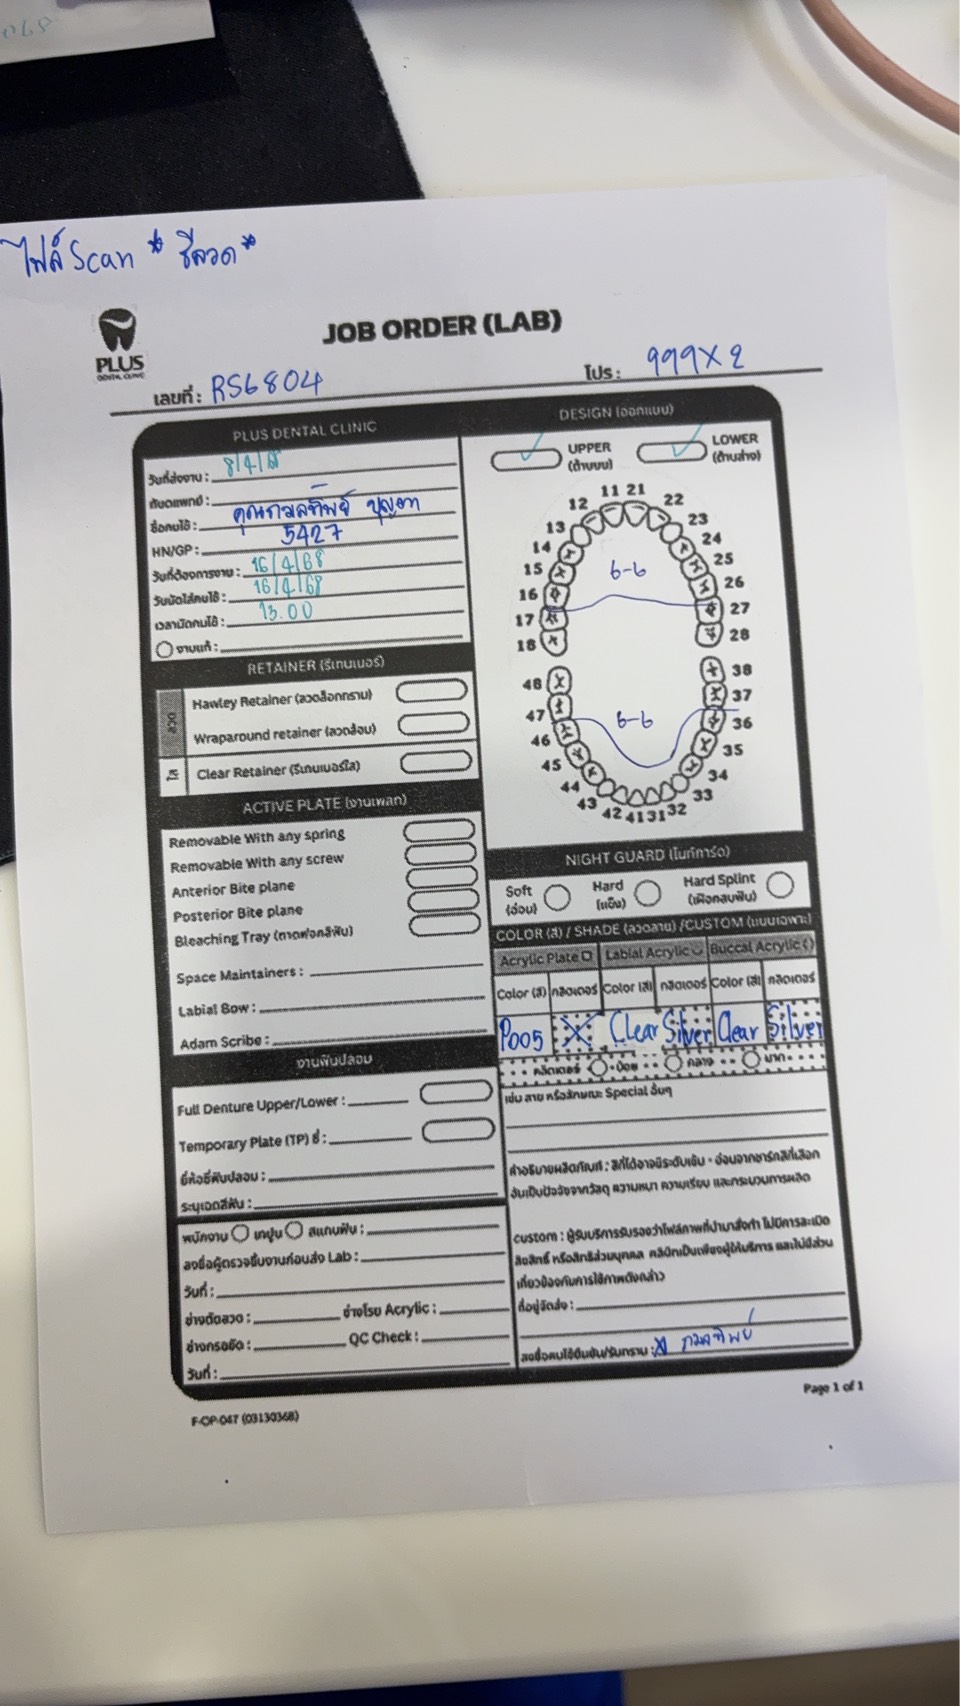 ไฟล์ Scan * รีลวด *
JOB ORDER (LAB)
PLUS
DENTAL CLINIC
เลขที่ : RS6804
โปร : 999X2
PLUS DENTAL CLINIC
วันที่ส่งงาน : 8/4/68
ทันตแพทย์ : –
ชื่อคนไข้ : คุณกมลทิพย์
HN/GP : 5427
วันที่ต้องการงาน : 16/4/68
วันนัดใส่คนไข้ : 16/4/68
เวลานัดคนไข้ : 13.00
งานแก้ :
RETAINER (รีเทนเนอร์)
Hawley Retainer (ลวดล็อกกราม)
Wraparound retainer (ลวดอ้อม)
Clear Retainer (รีเทนเนอร์ใส)
ACTIVE PLATE (งานเพลท)
Removable With any spring
Removable With any screw
Anterior Bite plane
Posterior Bite plane
Bleaching Tray (ถาดฟอกสีฟัน)
Space Maintainers :
Labial Bow :
Adam Scribe :
งานฟันปลอม
Full Denture Upper/Lower :
Temporary Plate (TP) ซี่ :
ยี่ห้อซี่ฟันปลอม :
ระบุเฉดสีฟัน :
พนักงาน เทปูน สแกนฟัน :
ลงชื่อผู้ตรวจชิ้นงานก่อนส่ง Lab :
วันที่ :
ช่างดัดลวด : ช่างโรย Acrylic :
ช่างกรอขัด : QC Check :
วันที่ :
DESIGN (ออกแบบ)
UPPER (ด้านบน)
LOWER (ด้านล่าง)
11 21
12 22
13 23
14 24
15 25
16 6-6 26
17 27
18 28
48 38
47 37
46 6-6 36
45 35
44 34
43 33
42 41 31 32
NIGHT GUARD (ไนท์การ์ด)
Soft (อ่อน) Hard (แข็ง) Hard Splint (เฝือกสบฟัน)
COLOR (สี) / SHADE (ลวดลาย) /CUSTOM (แบบเฉพาะ)
Acrylic Plate Labial Acrylic Buccal Acrylic
Color (สี) กลิตเตอร์ Color (สี) กลิตเตอร์ Color (สี) กลิตเตอร์
P005 X Clear Silver Clear Silver
กลิตเตอร์ น้อย กลาง มาก
เช่น ลาย หรือลักษณะ Special อื่นๆ
คำอธิบายผลิตภัณฑ์ : สีที่ได้อาจมีระดับเข้ม - อ่อนจากชาร์ทสีที่เลือก
อันเป็นปัจจัยจากวัสดุ ความหนา ความเรียบ และกระบวนการผลิต
custom : ผู้รับบริการรับรองว่าไฟล์ภาพที่นำมาสั่งทำ ไม่มีการละเมิด
ลิขสิทธิ์ หรือสิทธิส่วนบุคคล คลินิกเป็นเพียงผู้ให้บริการ และไม่มีส่วน
เกี่ยวข้องกับการใช้ภาพดังกล่าว
ที่อยู่จัดส่ง :
ลงชื่อคนไข้ยืนยัน/รับทราบ : กมลทิพย์
F-OP-047 (03130368)
Page 1 of 1